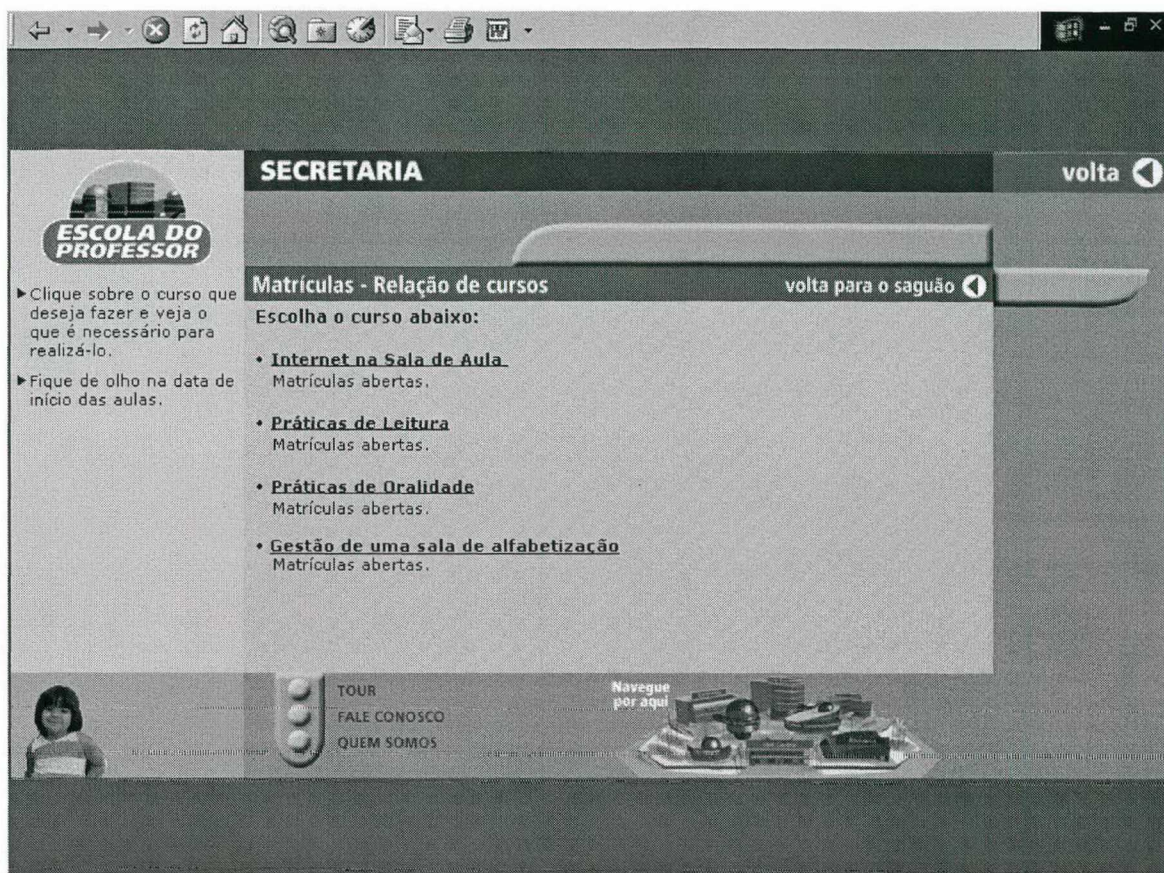 SECRETARIA
volta
ESCOLA DO
PROFESSOR
Clique sobre o curso que
deseja fazer e veja o
que é necessário para
realizá-lo.
Fique de olho na data de
início das aulas.
Matrículas - Relação de cursos
volta para o saguão
Escolha o curso abaixo:
• Internet na Sala de Aula
Matrículas abertas.
• Práticas de Leitura
Matrículas abertas.
• Práticas de Oralidade
Matrículas abertas.
• Gestão de uma sala de alfabetização
Matrículas abertas.
TOUR
FALE CONOSCO
QUEM SOMOS
Navegue
por aqui